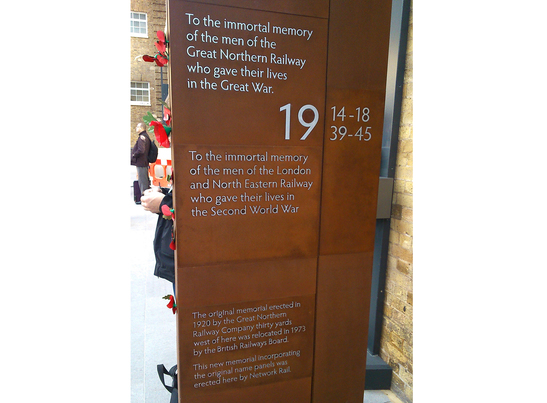 To the immortal memory
of the men of the
Great Northern Railway
who gave their lives
in the Great War.
19
14-18
39-45
To the immortal memory
of the men of the London
and North Eastern Railway
who gave their lives in
the Second World War
The original memorial erected in
1920 by the Great Northern
Railway Company thirty yards
west of here was relocated in 1973
by the British Railways Board.
This new memorial incorporating
the original name panels was
erected here by Network Rail.